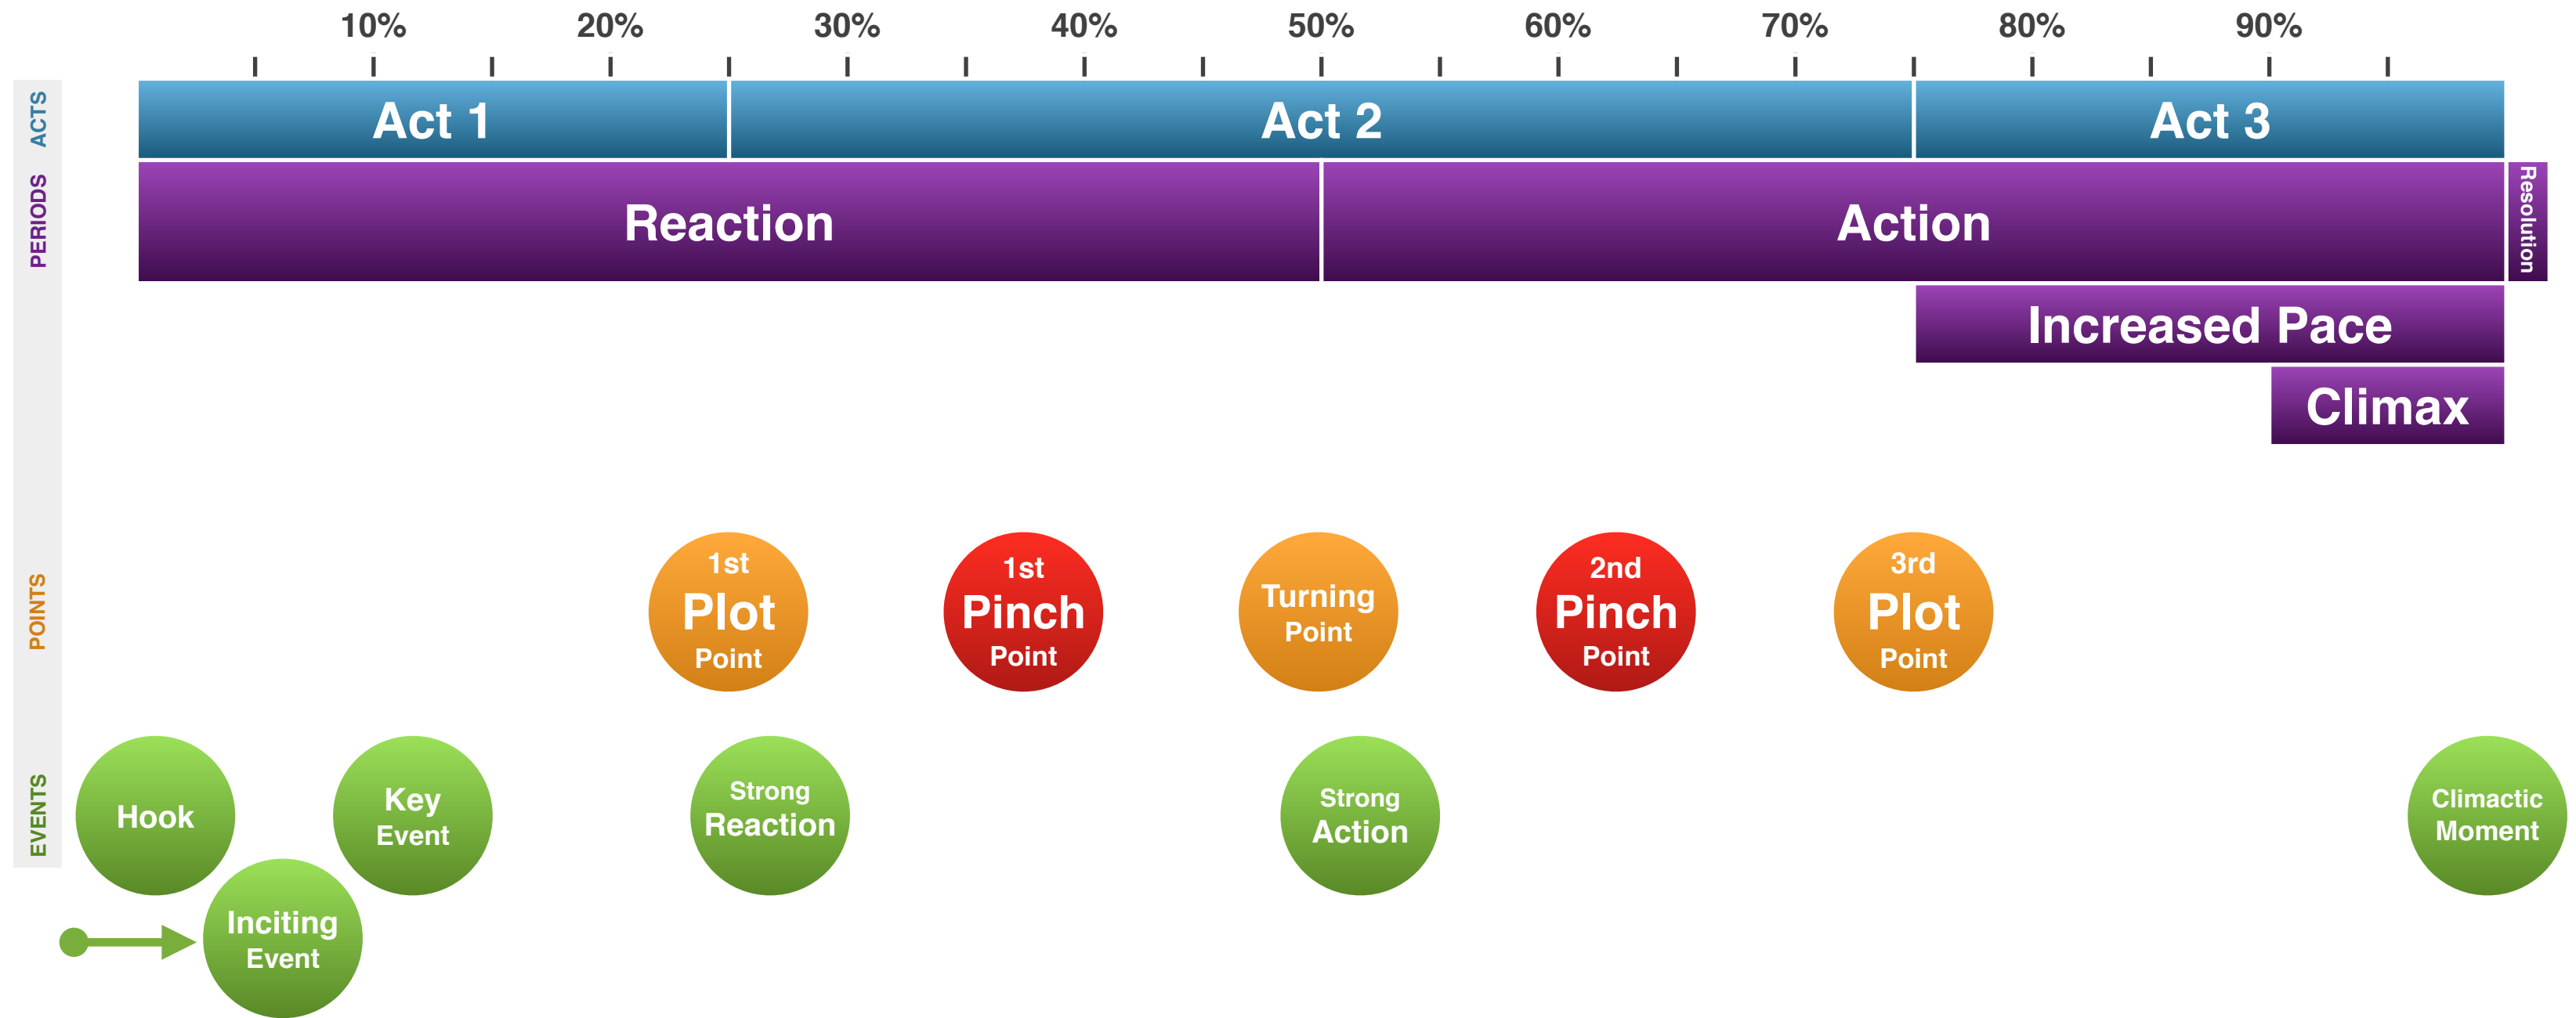 10% 20% 30% 40% 50% 60% 70% 80% 90%
ACTS
Act 1 Act 2 Act 3
PERIODS
Reaction Action Resolution
Increased Pace
Climax
POINTS
1st
Plot
Point
1st
Pinch
Point
Turning
Point
2nd
Pinch
Point
3rd
Plot
Point
EVENTS
Hook
Inciting
Event
Key
Event
Strong
Reaction
Strong
Action
Climactic
Moment